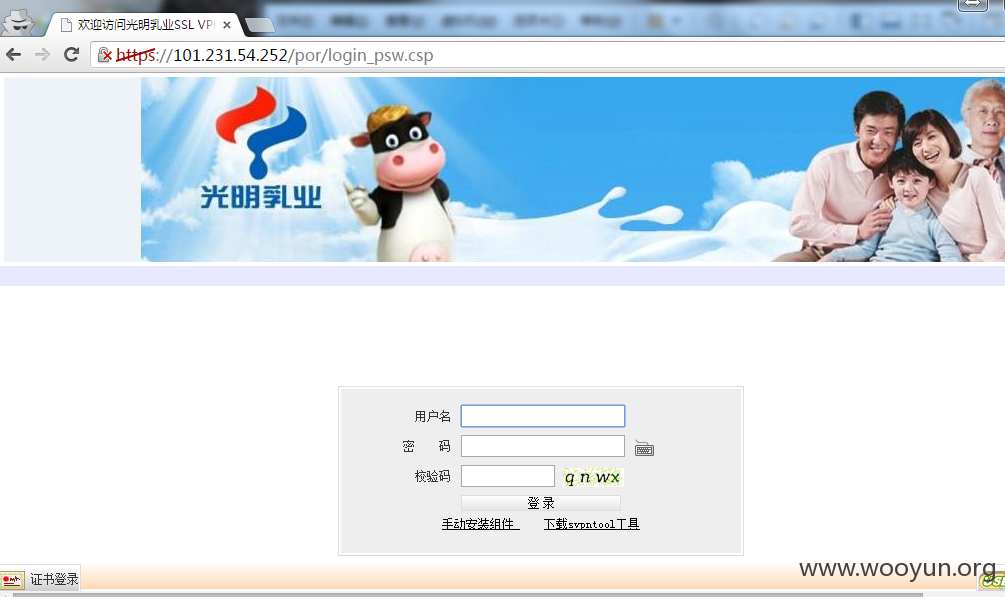 欢迎访问光明乳业SSL VP
https://101.231.54.252/por/login_psw.csp
光明乳业
用户名
密 码
校验码
q n w x
登 录
手动安装组件 下载svpntool工具
证书登录
www.wooyun.org